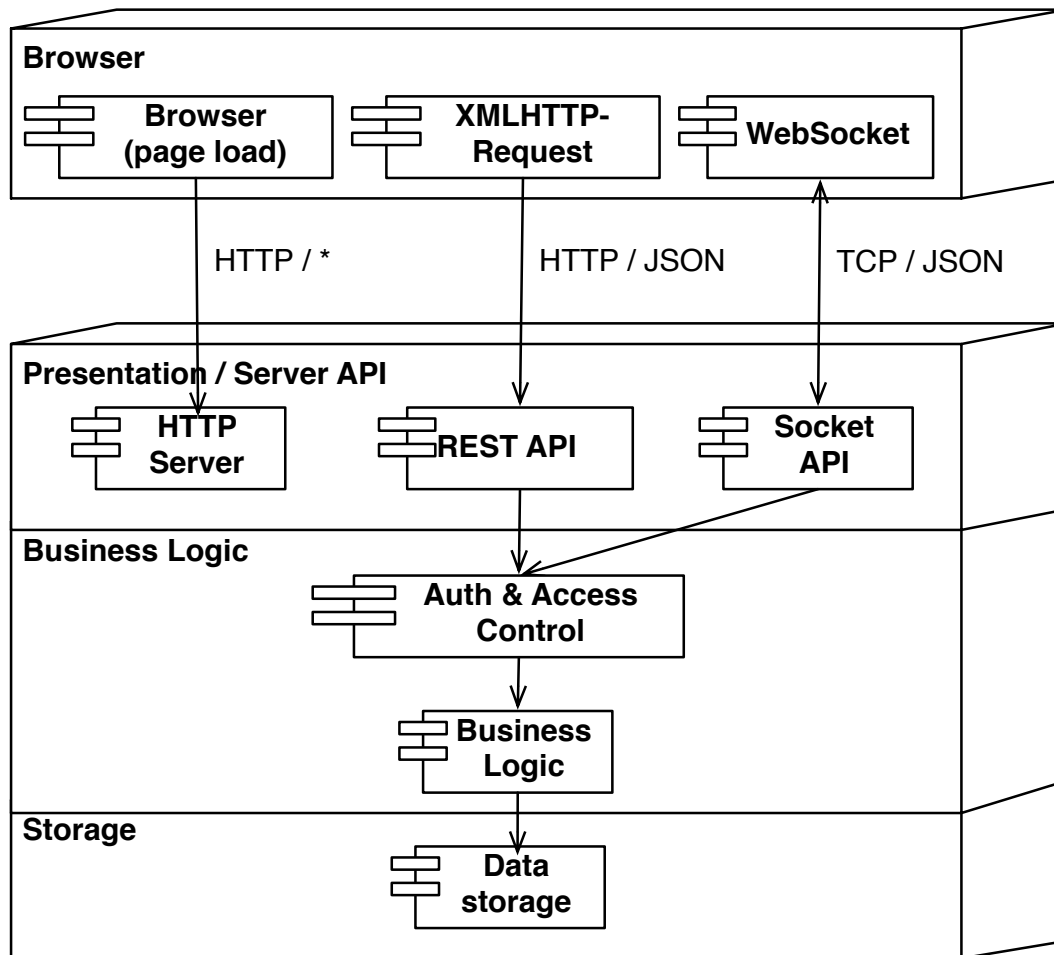 Browser
Browser
(page load)
XMLHTTP-
Request
WebSocket
HTTP / *
HTTP / JSON
TCP / JSON
Presentation / Server API
HTTP
Server
REST API
Socket
API
Business Logic
Auth & Access
Control
Business
Logic
Storage
Data
storage